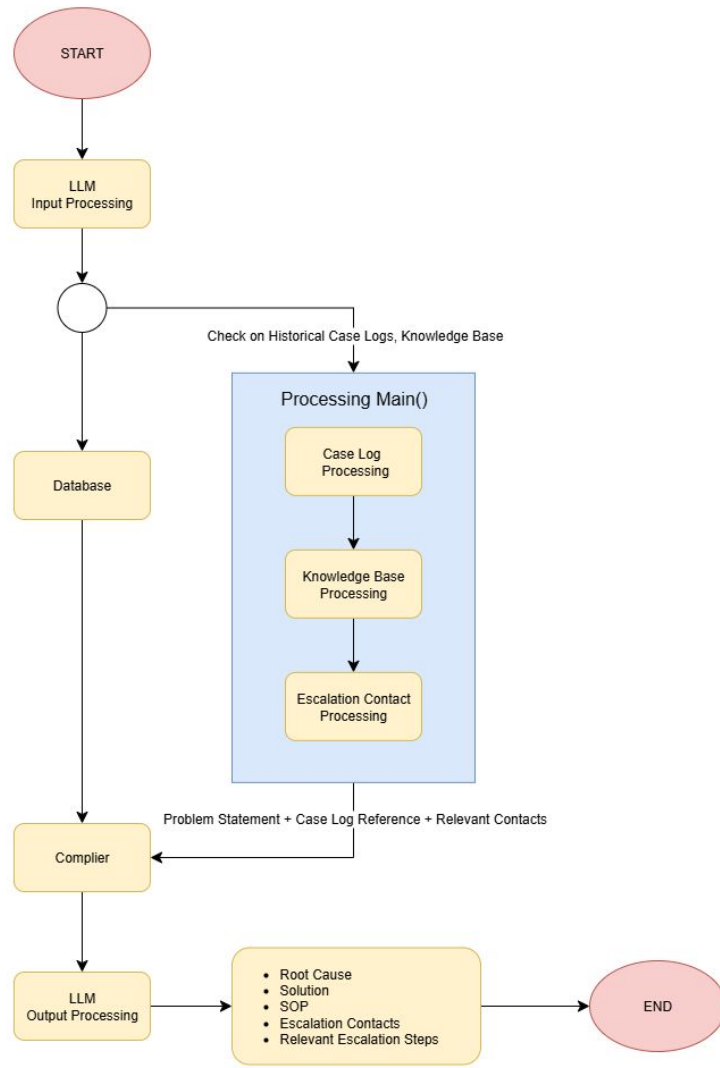 START
LLM
Input Processing
Check on Historical Case Logs, Knowledge Base
Processing Main()
Case Log
Processing
Database
Knowledge Base
Processing
Escalation Contact
Processing
Problem Statement + Case Log Reference + Relevant Contacts
Complier
LLM
Output Processing
• Root Cause
• Solution
• SOP
• Escalation Contacts
• Relevant Escalation Steps
END